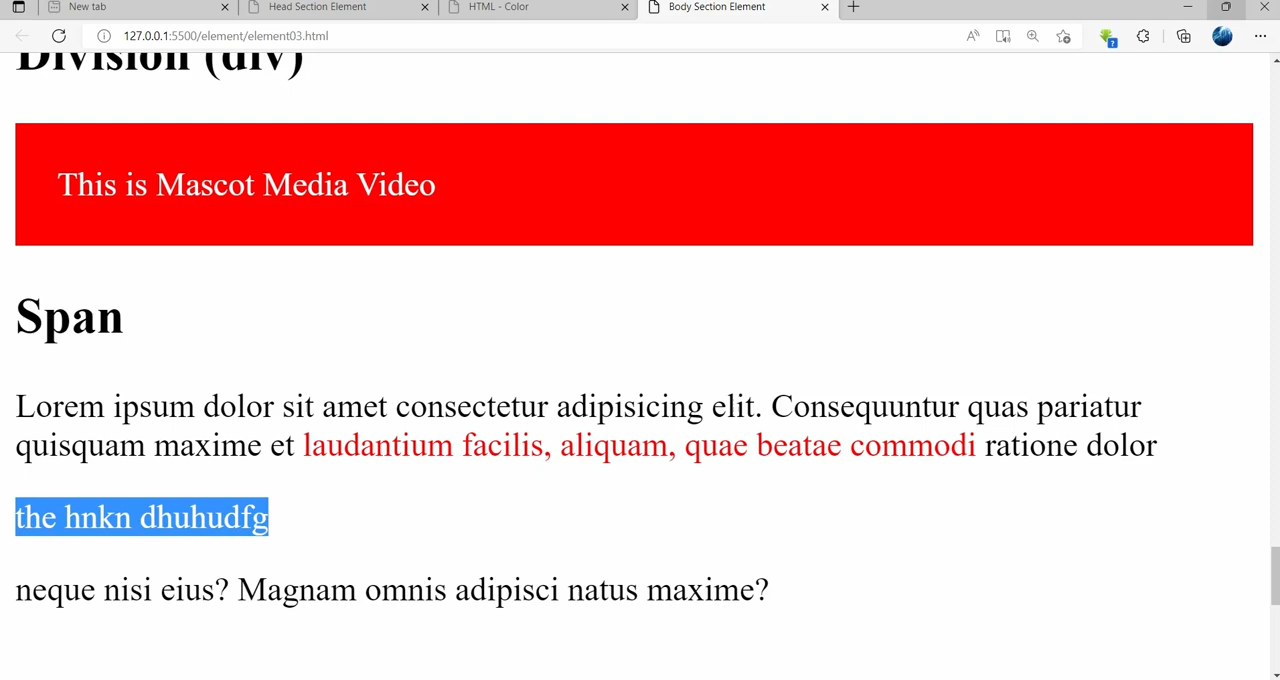 New tab
Head Section Element
HTML - Color
Body Section Element
127.0.0.1:5500/element/element03.html
Division (div)
This is Mascot Media Video
Span
Lorem ipsum dolor sit amet consectetur adipisicing elit. Consequuntur quas pariatur
quisquam maxime et laudantium facilis, aliquam, quae beatae commodi ratione dolor
the hnkn dhuhudfg
neque nisi eius? Magnam omnis adipisci natus maxime?